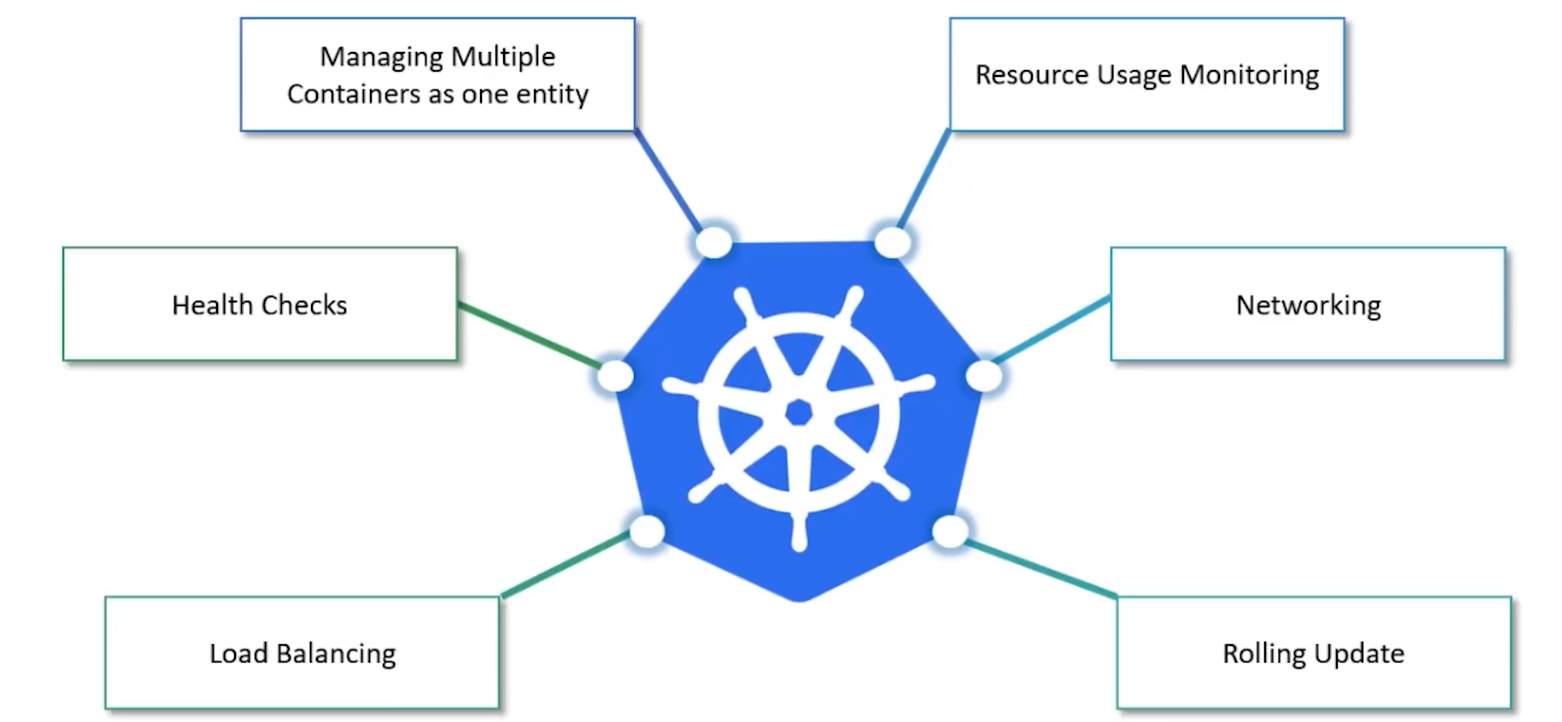 Managing Multiple
Containers as one entity
Resource Usage Monitoring
Health Checks
Networking
Load Balancing
Rolling Update